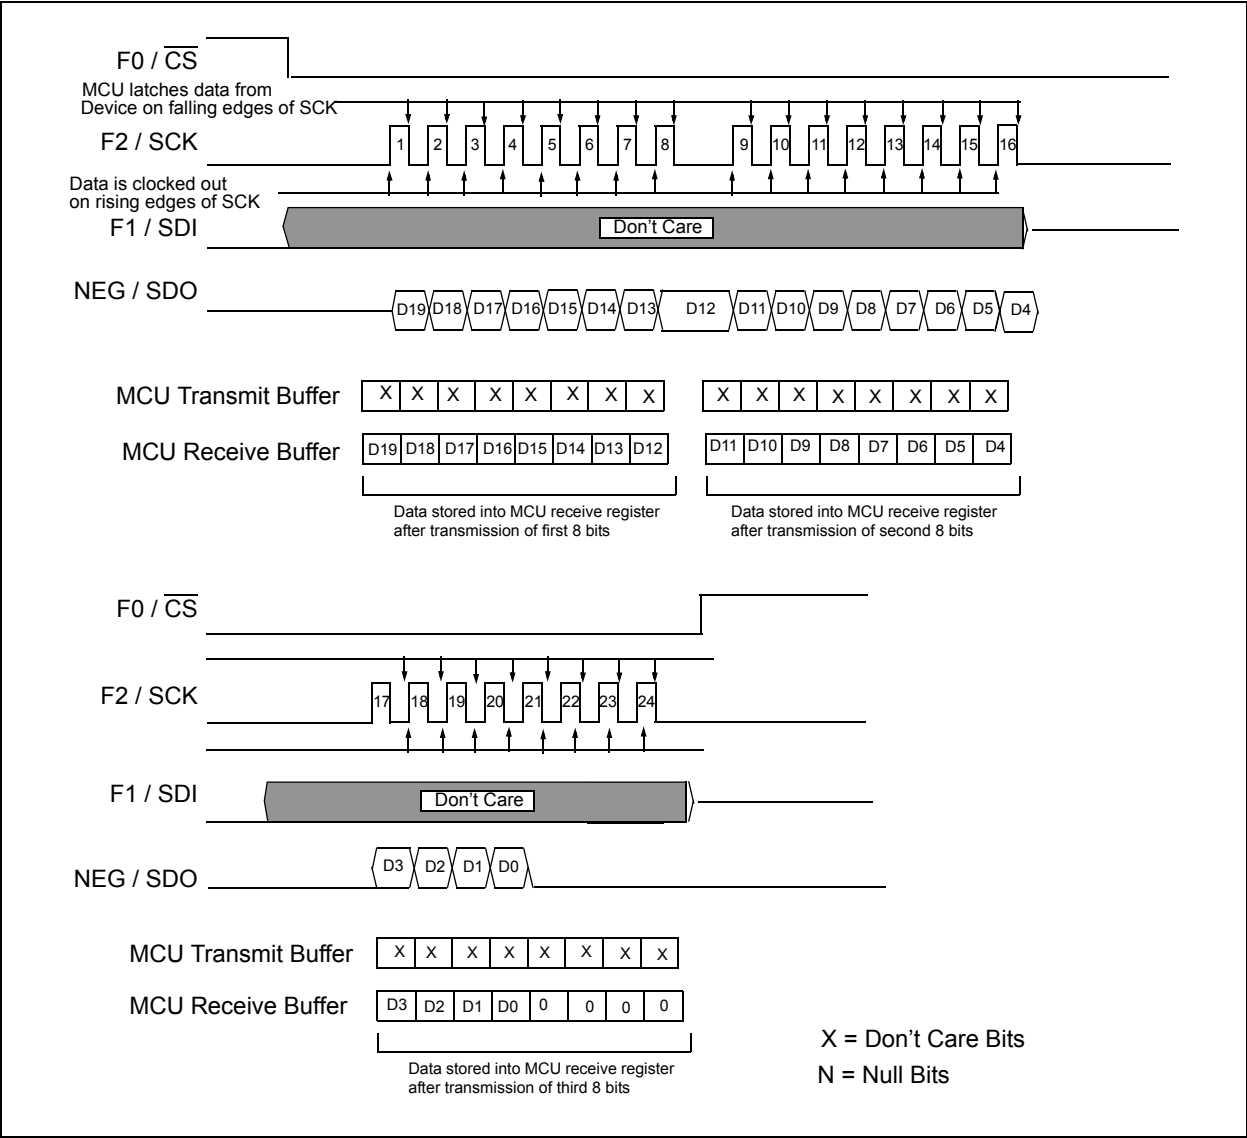 F0 / CS
MCU latches data from
Device on falling edges of SCK
F2 / SCK
1 2 3 4 5 6 7 8 9 10 11 12 13 14 15 16
Data is clocked out
on rising edges of SCK
F1 / SDI
Don't Care
NEG / SDO
D19 D18 D17 D16 D15 D14 D13 D12 D11 D10 D9 D8 D7 D6 D5 D4
MCU Transmit Buffer
X X X X X X X X X X X X X X X X
MCU Receive Buffer
D19 D18 D17 D16 D15 D14 D13 D12 D11 D10 D9 D8 D7 D6 D5 D4
Data stored into MCU receive register
after transmission of first 8 bits
Data stored into MCU receive register
after transmission of second 8 bits
F0 / CS
F2 / SCK
17 18 19 20 21 22 23 24
F1 / SDI
Don't Care
NEG / SDO
D3 D2 D1 D0
MCU Transmit Buffer
X X X X X X X X
MCU Receive Buffer
D3 D2 D1 D0 0 0 0 0
Data stored into MCU receive register
after transmission of third 8 bits
X = Don't Care Bits
N = Null Bits